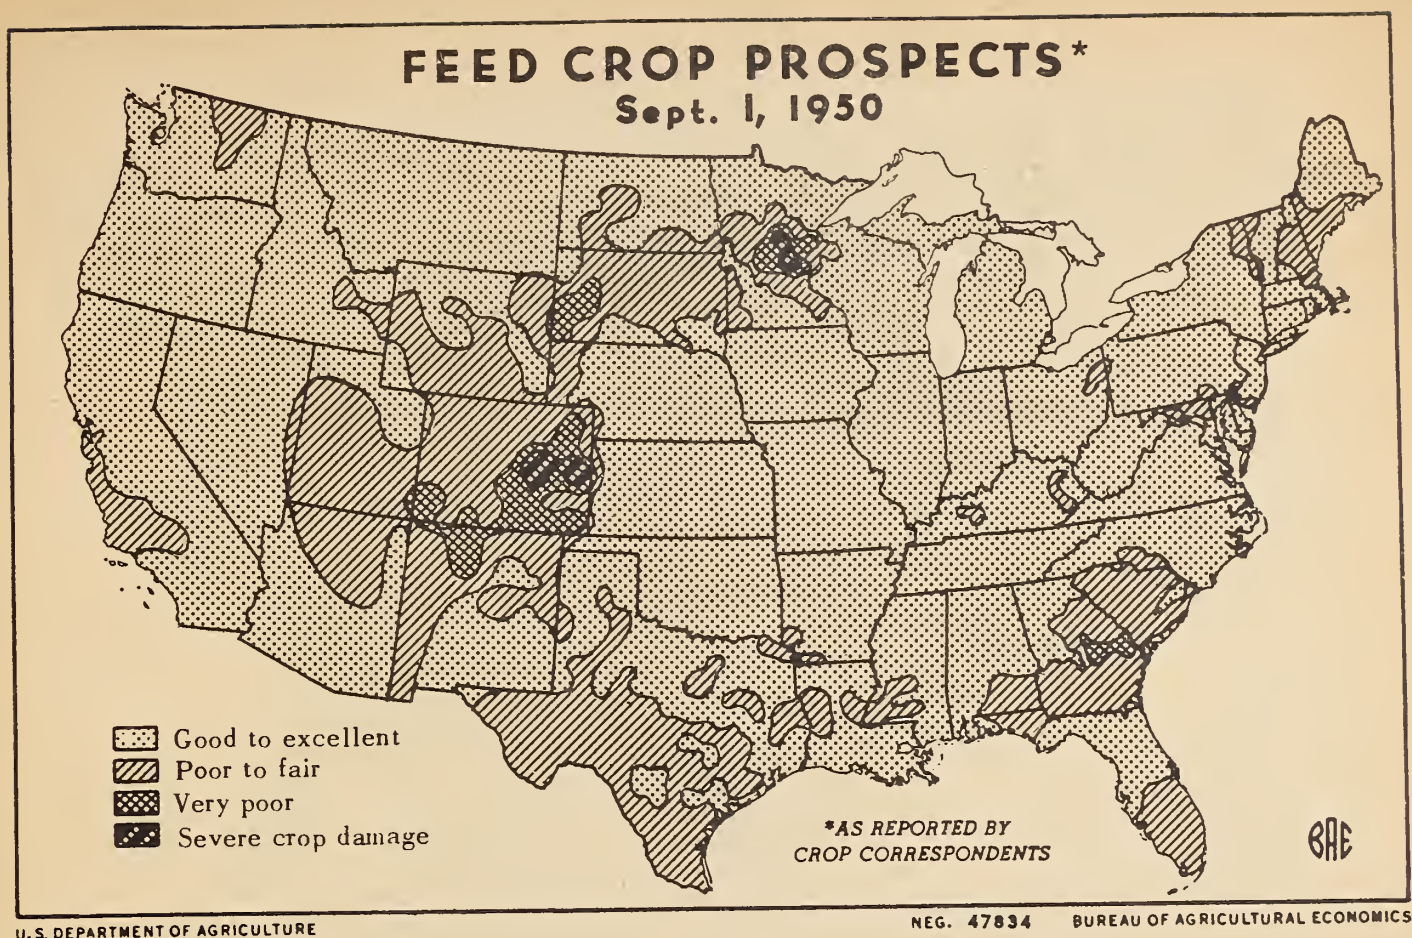 FEED CROP PROSPECTS*
Sept. 1, 1950
Good to excellent
Poor to fair
Very poor
Severe crop damage
*AS REPORTED BY
CROP CORRESPONDENTS
BAE
U. S. DEPARTMENT OF AGRICULTURE
NEG. 47834 BUREAU OF AGRICULTURAL ECONOMICS